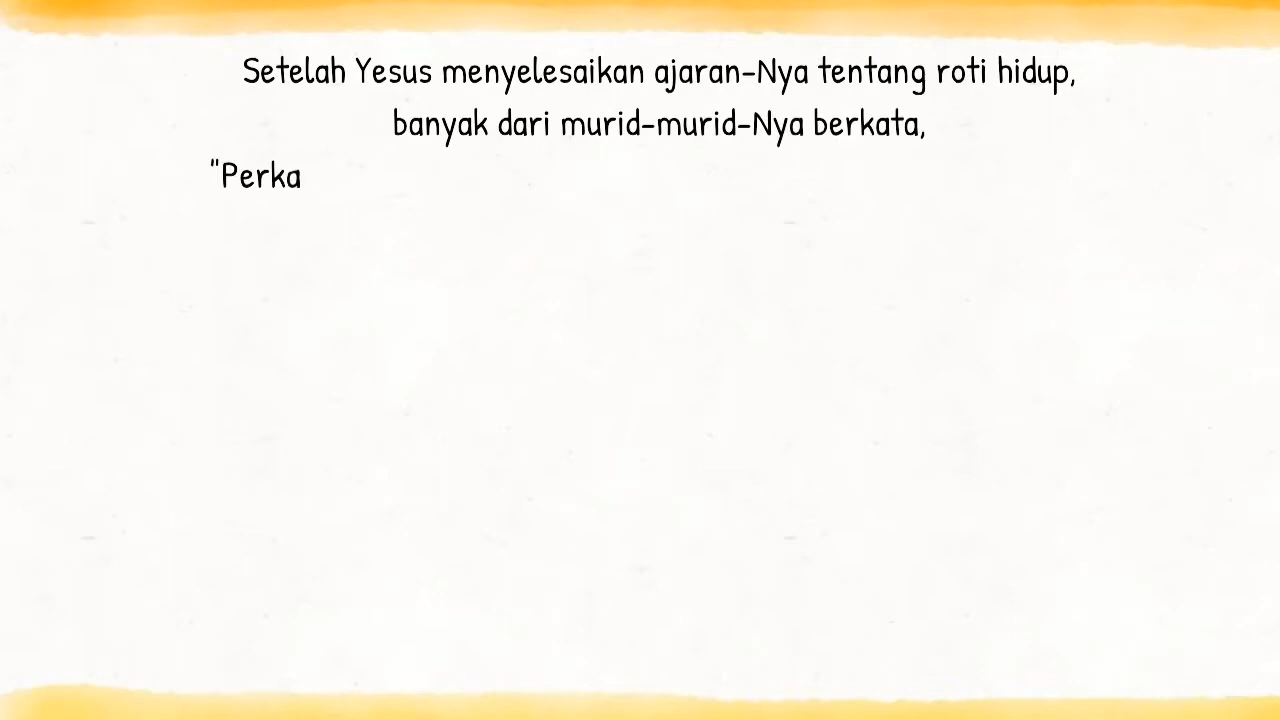 Setelah Yesus menyelesaikan ajaran-Nya tentang roti hidup,
banyak dari murid-murid-Nya berkata,
"Perka